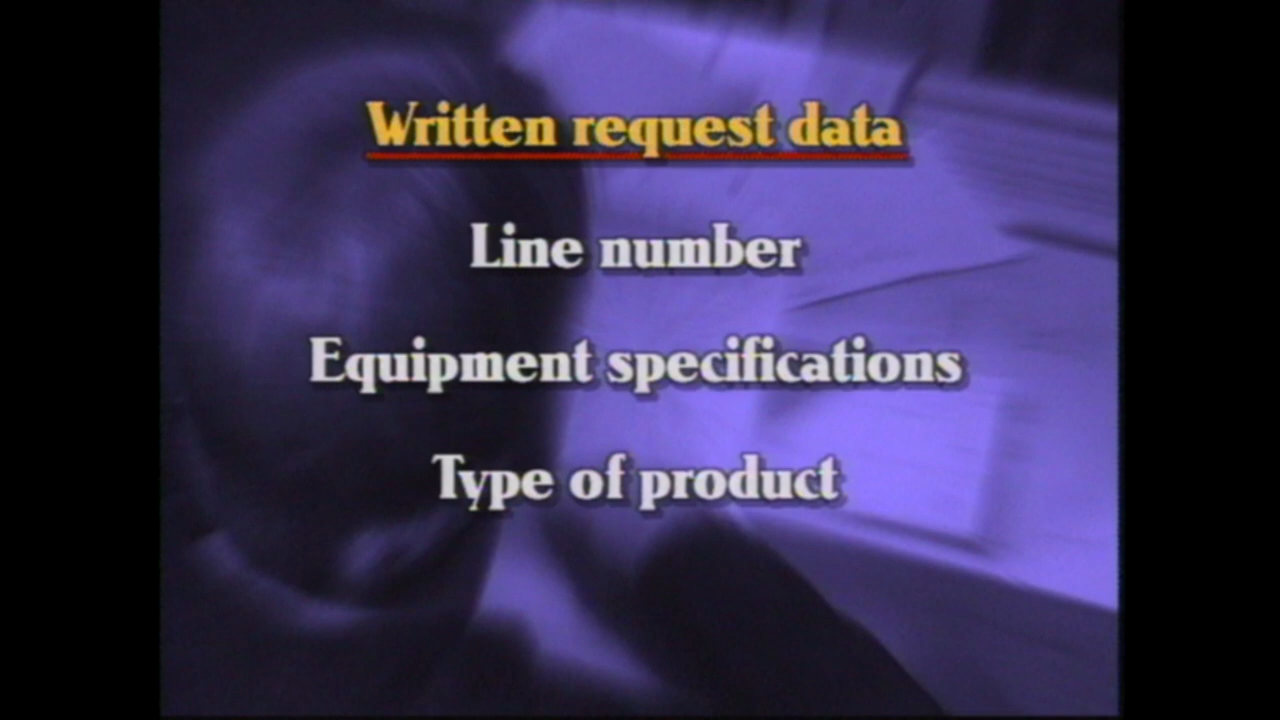 Written request data
Line number
Equipment specifications
Type of product